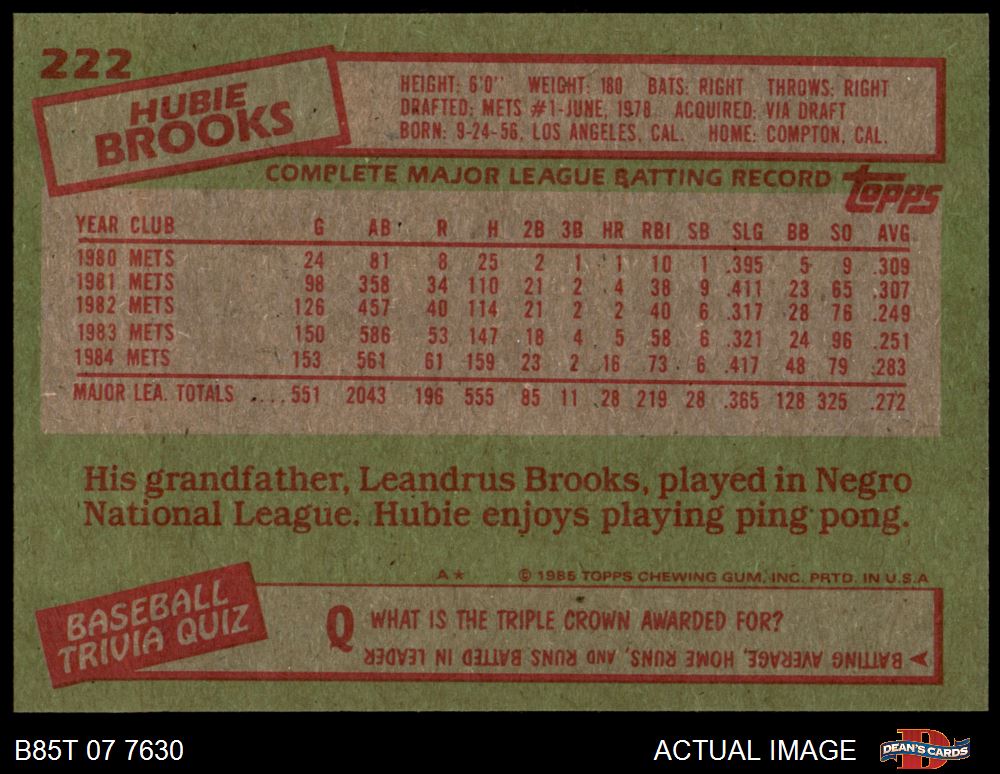 222
HUBIE
BROOKS
HEIGHT: 6'0" WEIGHT: 180 BATS: RIGHT THROWS: RIGHT
DRAFTED: METS #1-JUNE, 1978 ACQUIRED: VIA DRAFT
BORN: 9-24-56, LOS ANGELES, CAL. HOME: COMPTON, CAL.
COMPLETE MAJOR LEAGUE BATTING RECORD
topps
YEAR CLUB G AB R H 2B 3B HR RBI SB SLG BB SO AVG
1980 METS 24 81 8 25 2 1 1 10 1 .395 5 9 .309
1981 METS 98 358 34 110 21 2 4 38 9 .411 23 65 .307
1982 METS 126 457 40 114 21 2 2 40 6 .317 28 76 .249
1983 METS 150 586 53 147 18 4 5 58 6 .321 24 96 .251
1984 METS 153 561 61 159 23 2 16 73 6 .417 48 79 .283
MAJOR LEA. TOTALS ....551 2043 196 555 85 11 28 219 28 .365 128 325 .272
His grandfather, Leandrus Brooks, played in Negro
National League. Hubie enjoys playing ping pong.
A* © 1985 TOPPS CHEWING GUM, INC. PRTD. IN U.S.A
BASEBALL
TRIVIA QUIZ
Q WHAT IS THE TRIPLE CROWN AWARDED FOR?
BATTING AVERAGE, HOME RUNS, AND RUNS BATTED IN LEADER
B85T 07 7630
ACTUAL IMAGE
DEAN'S CARDS